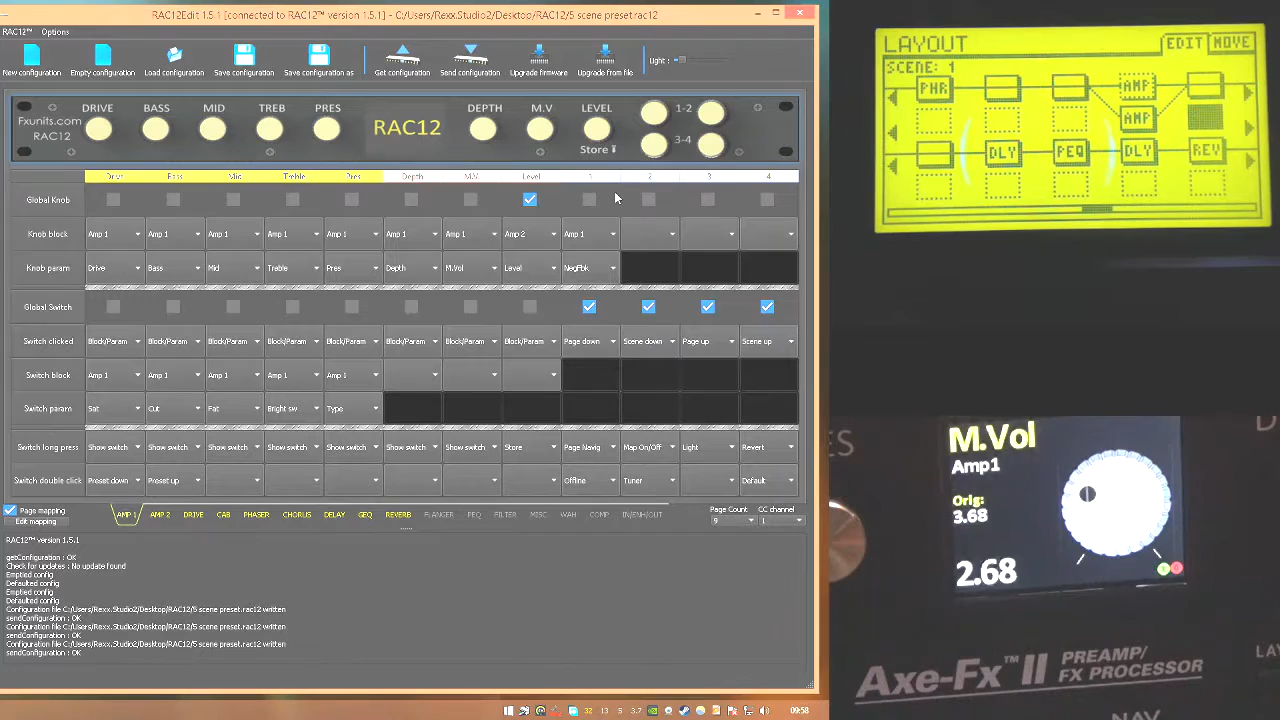 RAC12Edit 1.5.1 [connected to RAC12™ version 1.5.1] - C:/Users/Rexx.Studio2/Desktop/RAC12/5 scene preset.rac12
RAC12™ Options
New configuration Empty configuration Load configuration Save configuration Save configuration as Get configuration Send configuration Upgrade firmware Upgrade from file Light :
DRIVE BASS MID TREB PRES DEPTH M.V LEVEL 1-2
Fxunits.com
RAC12
RAC12
3-4
Store
Drive Bass Mid Treble Pres Depth M.V. Level 1 2 3 4
Global Knob
Knob block Amp 1 Amp 1 Amp 1 Amp 1 Amp 1 Amp 1 Amp 1 Amp 2 Amp 1
Knob param Drive Bass Mid Treble Pres Depth M.Vol Level NegFbk
Global Switch
Switch clicked Block/Param Block/Param Block/Param Block/Param Block/Param Block/Param Block/Param Block/Param Page down Scene down Page up Scene up
Switch block Amp 1 Amp 1 Amp 1 Amp 1 Amp 1
Switch param Sat Cut Fat Bright sw Type
Switch long press Show switch Show switch Show switch Show switch Show switch Show switch Show switch Store Page Navig Map On/Off Light Revert
Switch double click Preset down Preset up Offline Tuner Default
Page mapping
Edit mapping
AMP 1 AMP 2 DRIVE CAB PHASER CHORUS DELAY GEQ REVERB FLANGER PEQ FILTER MISC WAH COMP IN/ENH/OUT
Page Count CC channel
9 1
RAC12™ version 1.5.1
getConfiguration : OK
Check for updates : No update found
Emptied config
Defaulted config
Emptied config
Defaulted config
Configuration file C:/Users/Rexx.Studio2/Desktop/RAC12/5 scene preset.rac12 written
sendConfiguration : OK
Configuration file C:/Users/Rexx.Studio2/Desktop/RAC12/5 scene preset.rac12 written
sendConfiguration : OK
Configuration file C:/Users/Rexx.Studio2/Desktop/RAC12/5 scene preset.rac12 written
sendConfiguration : OK
32 13 5 3.7 09:58
LAYOUT EDIT MOVE
SCENE: 1
PHR AMP
AMP
DLY PEQ DLY REV
M.Vol
Amp1
Orig:
3.68
2.68
Axe-Fx™ II PREAMP/
FX PROCESSOR
NAV